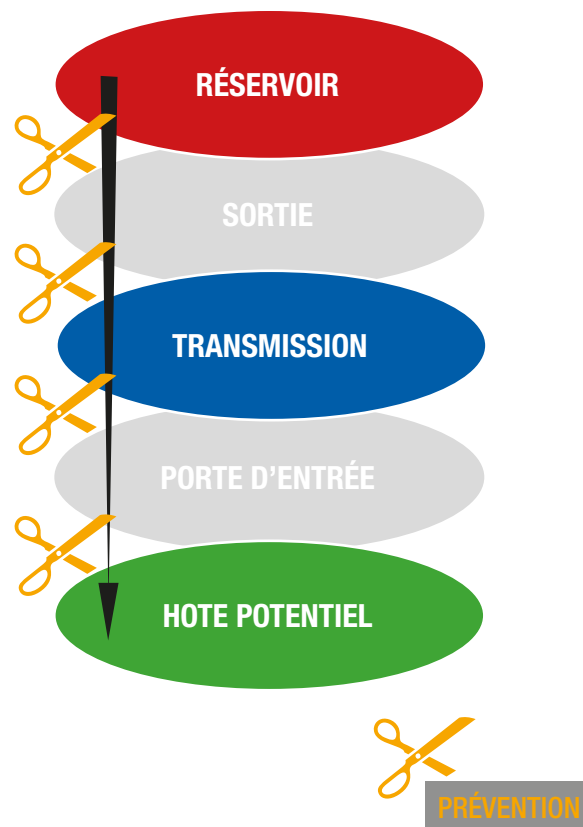 RÉSERVOIR
SORTIE
TRANSMISSION
PORTE D'ENTRÉE
HOTE POTENTIEL
PRÉVENTION